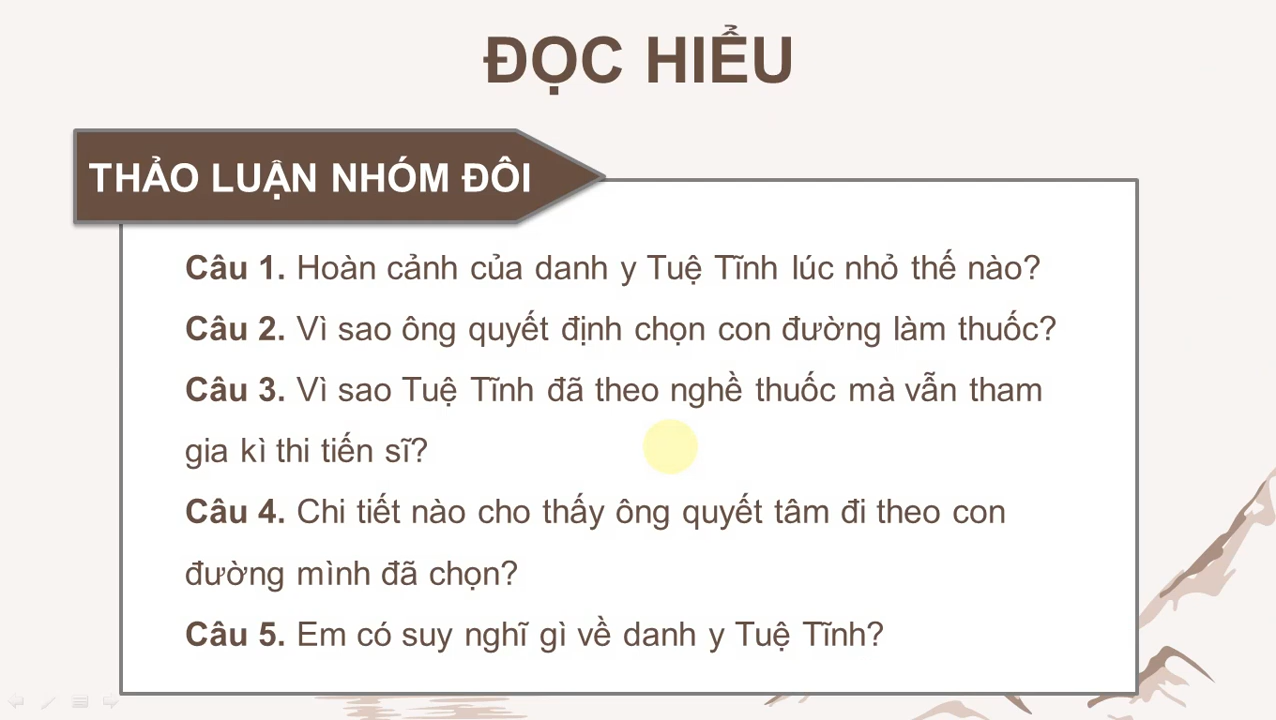 ĐỌC HIỂU
THẢO LUẬN NHÓM ĐÔI
Câu 1. Hoàn cảnh của danh y Tuệ Tĩnh lúc nhỏ thế nào?
Câu 2. Vì sao ông quyết định chọn con đường làm thuốc?
Câu 3. Vì sao Tuệ Tĩnh đã theo nghề thuốc mà vẫn tham
gia kì thi tiến sĩ?
Câu 4. Chi tiết nào cho thấy ông quyết tâm đi theo con
đường mình đã chọn?
Câu 5. Em có suy nghĩ gì về danh y Tuệ Tĩnh?